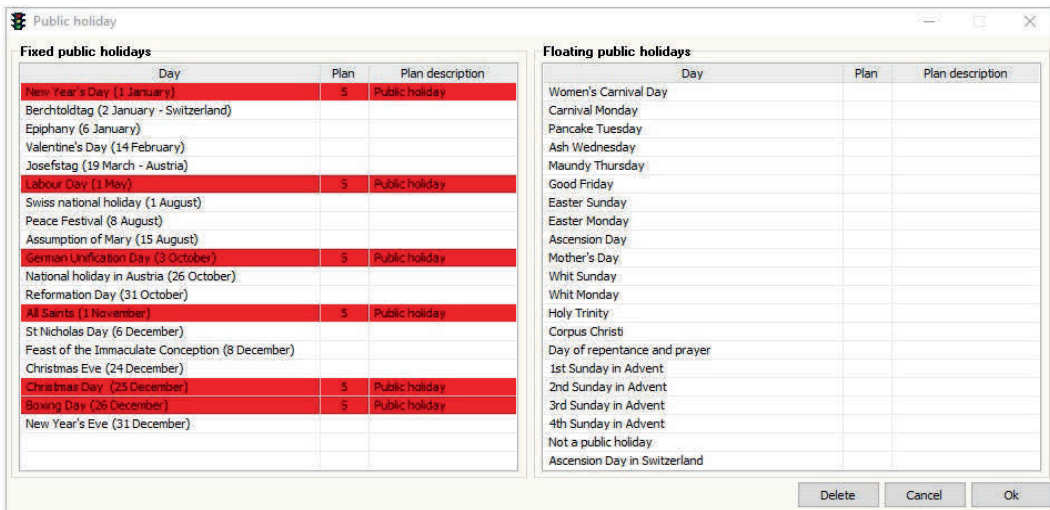 Public holiday
Fixed public holidays
Day Plan Plan description
New Year's Day (1 January) 5 Public holiday
Berchtoldtag (2 January - Switzerland)
Epiphany (6 January)
Valentine's Day (14 February)
Josefstag (19 March - Austria)
Labour Day (1 May) 5 Public holiday
Swiss national holiday (1 August)
Peace Festival (8 August)
Assumption of Mary (15 August)
German Unification Day (3 October) 5 Public holiday
National holiday in Austria (26 October)
Reformation Day (31 October)
All Saints (1 November) 5 Public holiday
St Nicholas Day (6 December)
Feast of the Immaculate Conception (8 December)
Christmas Eve (24 December)
Christmas Day (25 December) 5 Public holiday
Boxing Day (26 December) 5 Public holiday
New Year's Eve (31 December)
Floating public holidays
Day Plan Plan description
Women's Carnival Day
Carnival Monday
Pancake Tuesday
Ash Wednesday
Maundy Thursday
Good Friday
Easter Sunday
Easter Monday
Ascension Day
Mother's Day
Whit Sunday
Whit Monday
Holy Trinity
Corpus Christi
Day of repentance and prayer
1st Sunday in Advent
2nd Sunday in Advent
3rd Sunday in Advent
4th Sunday in Advent
Not a public holiday
Ascension Day in Switzerland
Delete Cancel Ok